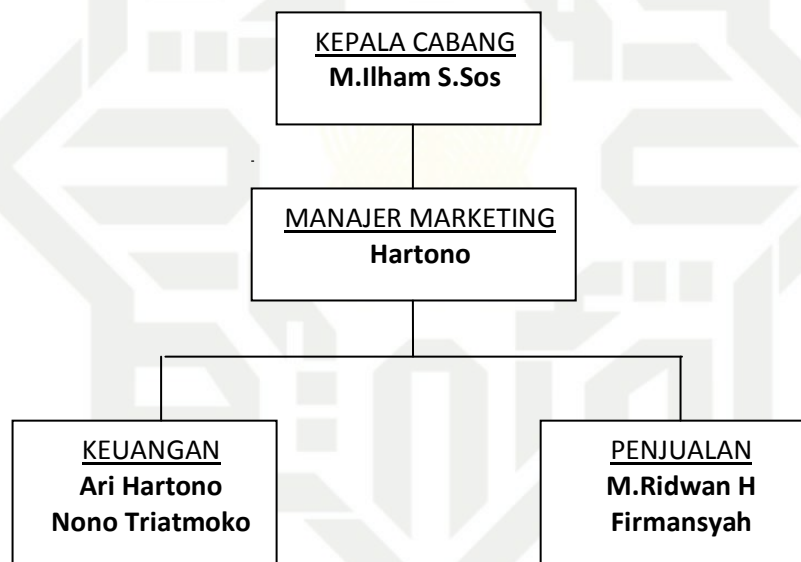 KEPALA CABANG
M.Ilham S.Sos
MANAJER MARKETING
Hartono
KEUANGAN
Ari Hartono
Nono Triatmoko
PENJUALAN
M.Ridwan H
Firmansyah